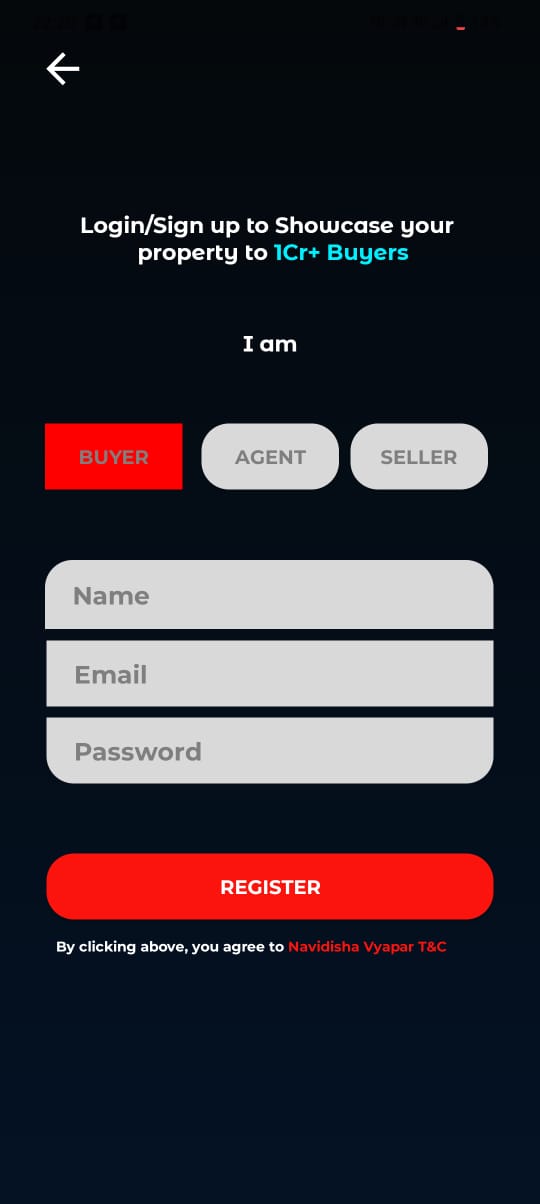 Login/Sign up to Showcase your
property to 1Cr+ Buyers
I am
BUYER
AGENT
SELLER
Name
Email
Password
REGISTER
By clicking above, you agree to Navidisha Vyapar T&C